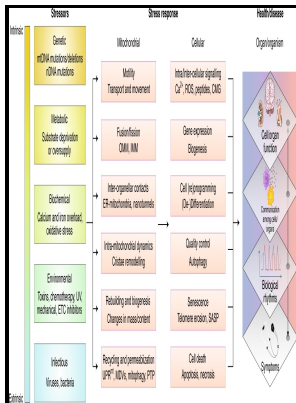 Stressors
Stress response
Health/disease
Intrinsic
Mitochondrial
Cellular
Organ/organism
Genetic
mtDNA mutations/deletions
nDNA mutations
Metabolic
Substrate deprivation
or oversupply
Biochemical
Calcium and iron overload,
oxidative stress
Environmental
Toxins, chemotherapy, UV,
mechanical, ETC inhibitors
Infectious
Viruses, bacteria
Extrinsic
Motility
Transport and movement
Fusion/fission
OMM, IMM
Inter-organellar contacts
ER-mitochondria, nanotunnels
Intra-mitochondrial dynamics
Cristae remodelling
Rebuilding and biogenesis
Changes in mass/content
Recycling and permeabilization
UPRmt, MDVs, mitophagy, PTP
Intra/inter-cellular signalling
Ca2+, ROS, peptides, CMG
Gene expression
Biogenesis
Cell (re)programming
(De-)Differentiation
Quality control
Autophagy
Senescence
Telomere erosion, SASP
Cell death
Apoptosis, necrosis
Cell/organ
function
Communication
among cells/
organs
Biological
rhythms
Symptoms